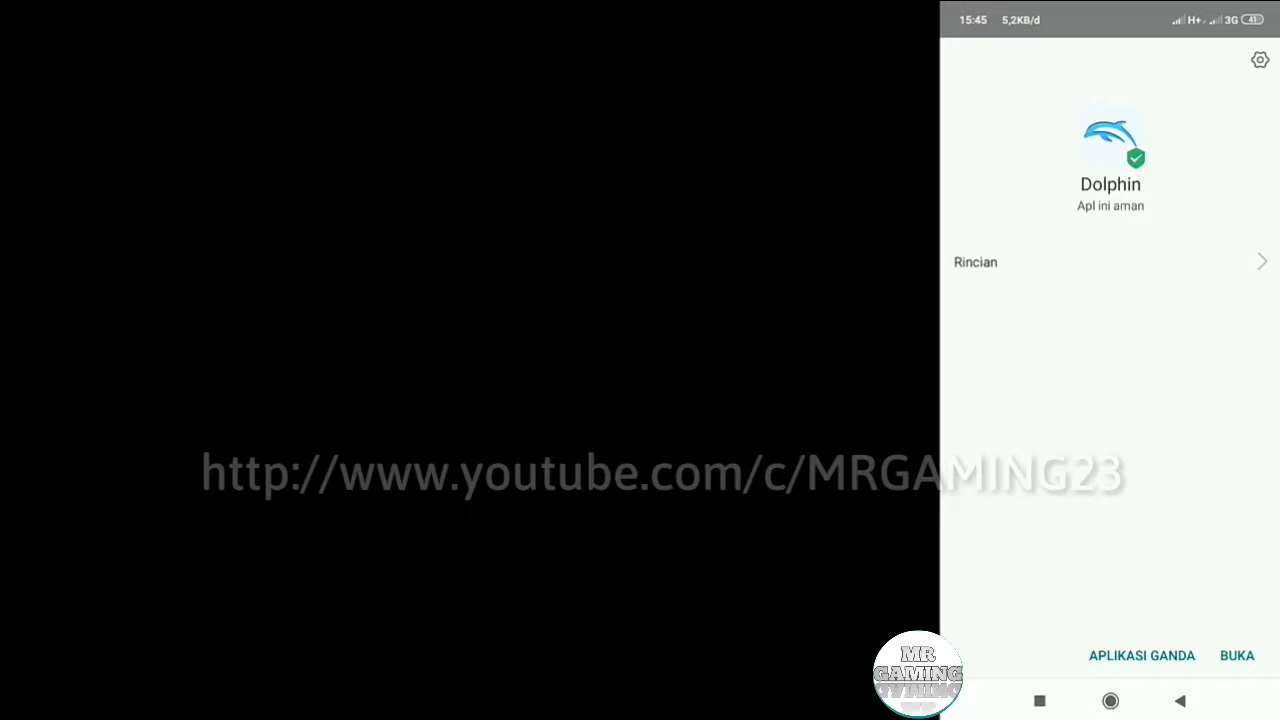 15:45 5,2KB/d H+ 3G 41
Dolphin
Apl ini aman
Rincian
http://www.youtube.com/c/MRGAMING23
APLIKASI GANDA BUKA
MR
GAMING